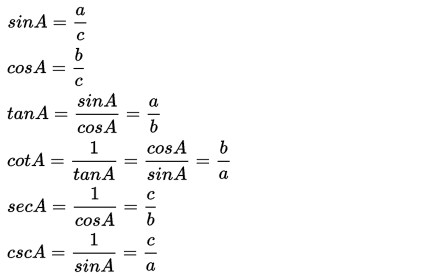 sinA = a/c
cosA = b/c
tanA = sinA/cosA = a/b
cotA = 1/tanA = cosA/sinA = b/a
secA = 1/cosA = c/b
cscA = 1/sinA = c/a